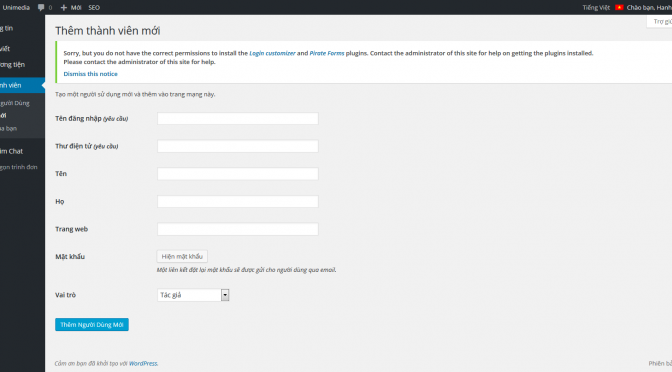 Unimedia 0 Mới SEO Tiếng Việt Chào bạn, Hanh
Trợ giú
Thêm thành viên mới
Sorry, but you do not have the correct permissions to install the Login customizer and Pirate Forms plugins. Contact the administrator of this site for help on getting the plugins installed.
Please contact the administrator of this site for help.
Dismiss this notice
Tạo một người sử dụng mới và thêm vào trang mạng này.
Tên đăng nhập (yêu cầu)
Thư điện tử (yêu cầu)
Tên
Họ
Trang web
Mật khẩu Hiện mật khẩu
Một liên kết đặt lại mật khẩu sẽ được gửi cho người dùng qua email.
Vai trò Tác giả
Thêm Người Dùng Mới
Cảm ơn bạn đã khởi tạo với WordPress. Phiên bả
ng tin
viết
ương tiện
nh viên
gười Dùng
ới
ủa bạn
im Chat
gọn trình đơn